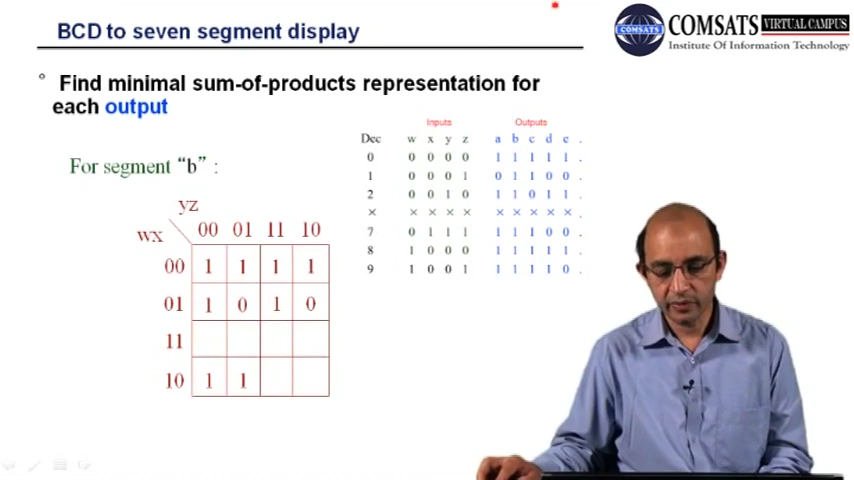 BCD to seven segment display
COMSATS VIRTUAL CAMPUS
Institute Of Information Technology
COMSATS
° Find minimal sum-of-products representation for
each output
For segment “b” :
Inputs Outputs
Dec w x y z a b c d e .
0 0 0 0 0 1 1 1 1 1 .
1 0 0 0 1 0 1 1 0 0 .
2 0 0 1 0 1 1 0 1 1 .
× × × × × × × × × × .
7 0 1 1 1 1 1 1 0 0 .
8 1 0 0 0 1 1 1 1 1 .
9 1 0 0 1 1 1 1 1 0 .
yz
wx 00 01 11 10
00 1 1 1 1
01 1 0 1 0
11
10 1 1